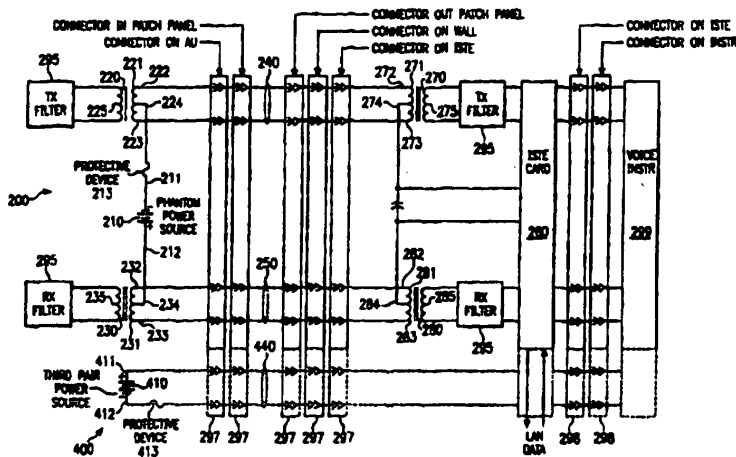 CONNECTOR IN PATCH PANEL
CONNECTOR ON AU
CONNECTOR OUT PATCH PANEL
CONNECTOR ON WALL
CONNECTOR ON ISTE
CONNECTOR ON ISTE
CONNECTOR ON INSTR
295
220
221
222
240
272
271
270
TX
FILTER
225
224
223
274
275
273
TX
FILTER
295
ISTE
CARD
VOICE
INSTR
299
PROTECTIVE
DEVICE
213
211
200
210
PHANTOM
POWER
SOURCE
212
295
232
250
282
281
RX
FILTER
235
234
230
231
233
284
285
283
280
RX
FILTER
295
440
411
THIRD PAIR
POWER
SOURCE
410
412
400
PROTECTIVE
DEVICE
413
297
297
297
297
297
LAN
DATA
298
298